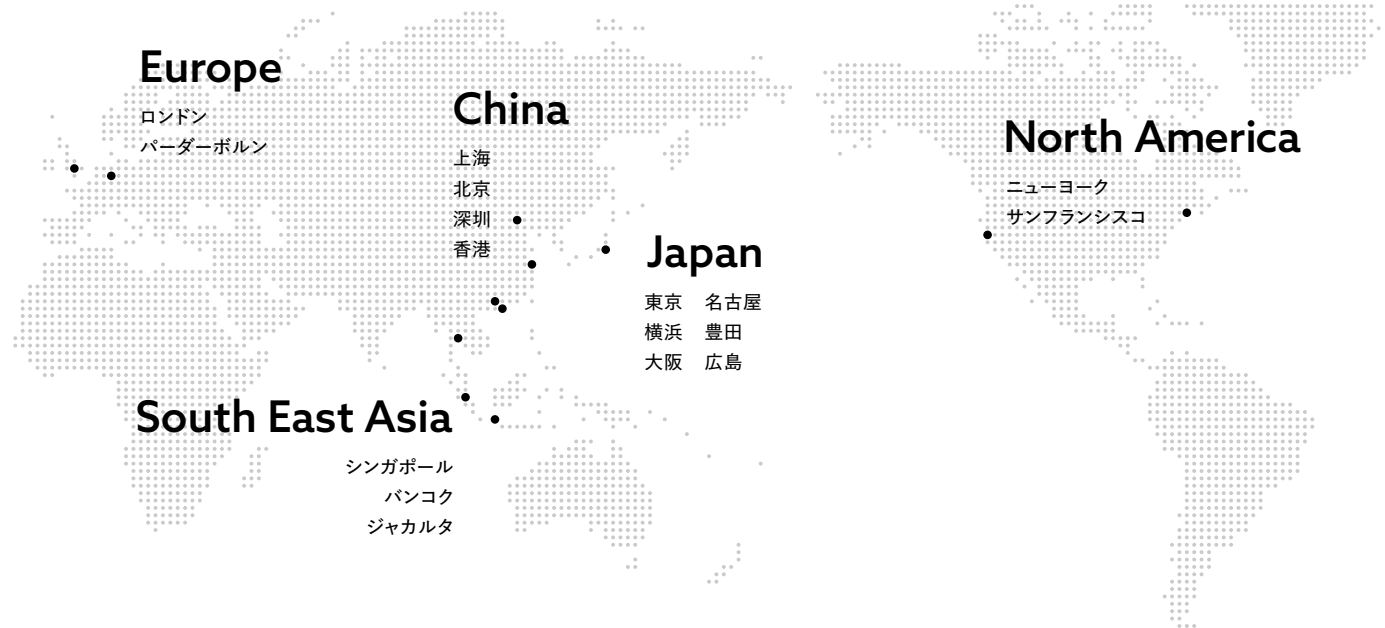 Europe
ロンドン
パーダーボルン
China
上海
北京
深圳
香港
North America
ニューヨーク
サンフランシスコ
Japan
東京 名古屋
横浜 豊田
大阪 広島
South East Asia
シンガポール
バンコク
ジャカルタ